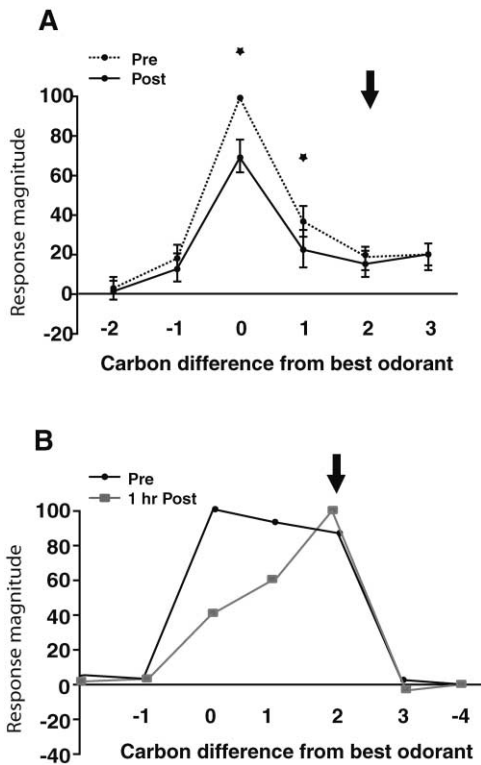 A
Pre
Post
Response magnitude
100
80
60
40
20
0
-20
-2 -1 0 1 2 3
Carbon difference from best odorant
B
Pre
1 hr Post
Response magnitude
100
80
60
40
20
0
-20
-40
-1 0 1 2 3 -4
Carbon difference from best odorant